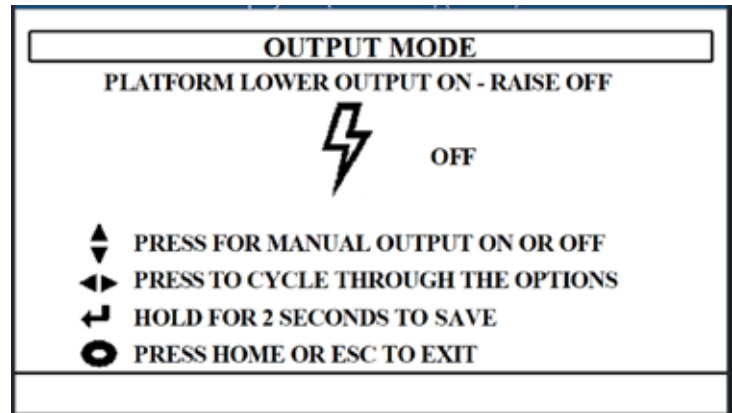 OUTPUT MODE
PLATFORM LOWER OUTPUT ON - RAISE OFF
OFF
PRESS FOR MANUAL OUTPUT ON OR OFF
PRESS TO CYCLE THROUGH THE OPTIONS
HOLD FOR 2 SECONDS TO SAVE
PRESS HOME OR ESC TO EXIT